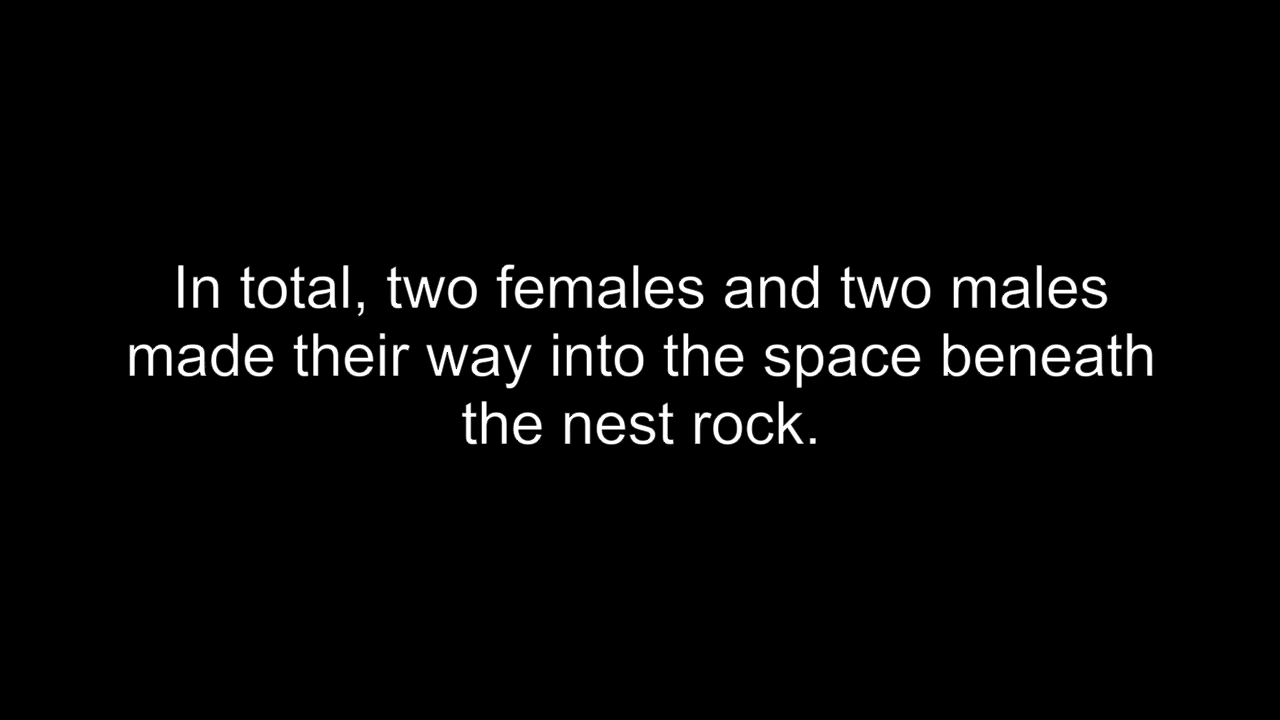 In total, two females and two males
made their way into the space beneath
the nest rock.